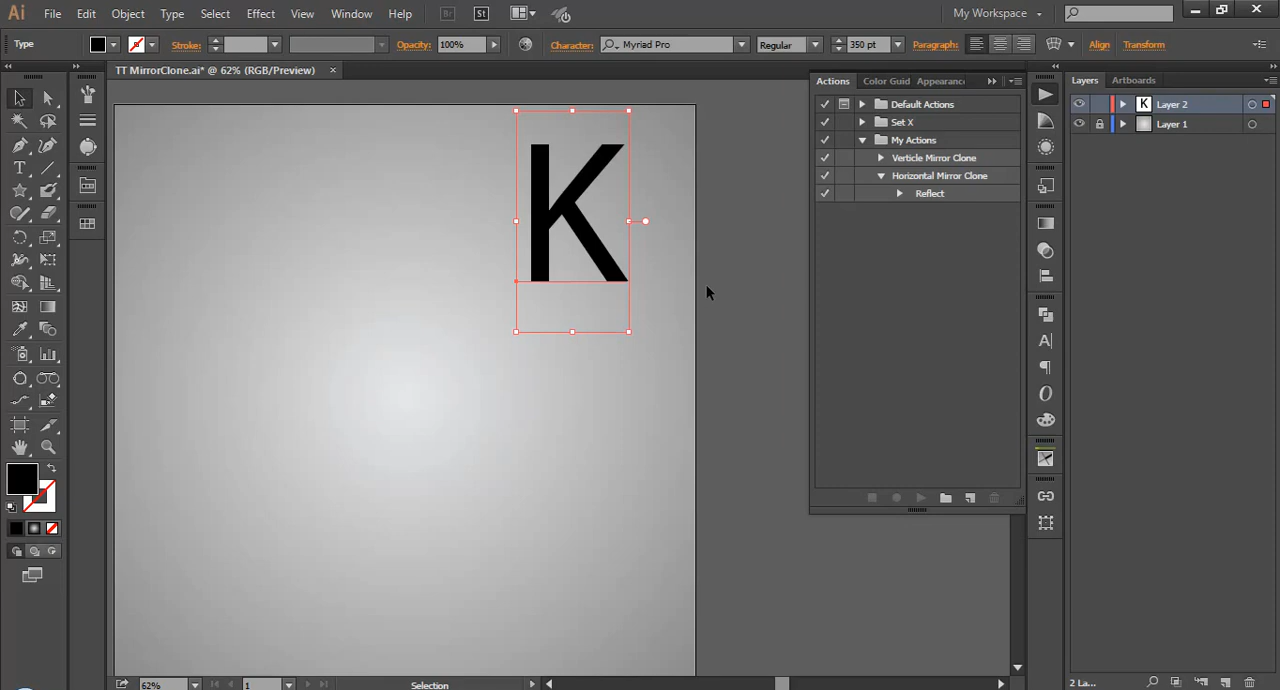 Ai File Edit Object Type Select Effect View Window Help Br St My Workspace
Type Stroke: Opacity: 100% Character: Myriad Pro Regular 350 pt Paragraph: Align Transform
TT MirrorClone.ai* @ 62% (RGB/Preview)
K
Actions Color Guid Appearanc
Default Actions
Set X
My Actions
Verticle Mirror Clone
Horizontal Mirror Clone
Reflect
Layers Artboards
K Layer 2
Layer 1
2 La...
62% 1 Selection